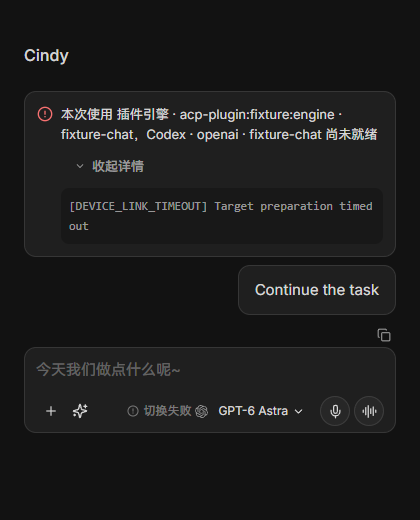 Cindy
本次使用 插件引擎 · acp-plugin:fixture:engine ·
fixture-chat，Codex · openai · fixture-chat 尚未就绪
收起详情
[DEVICE_LINK_TIMEOUT] Target preparation timed
out
Continue the task
今天我们做点什么呢~
切换失败 GPT-6 Astra